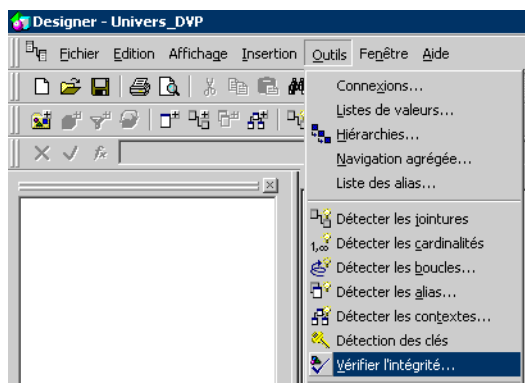 Designer - Univers_DVP
Fichier Edition Affichage Insertion Outils Fenêtre Aide
Connexions...
Listes de valeurs...
Hiérarchies...
Navigation agrégée...
Liste des alias...
Détecter les jointures
1,∞ Détecter les cardinalités
Détecter les boucles...
Détecter les alias...
Détecter les contextes...
Détection des clés
Vérifier l'intégrité...